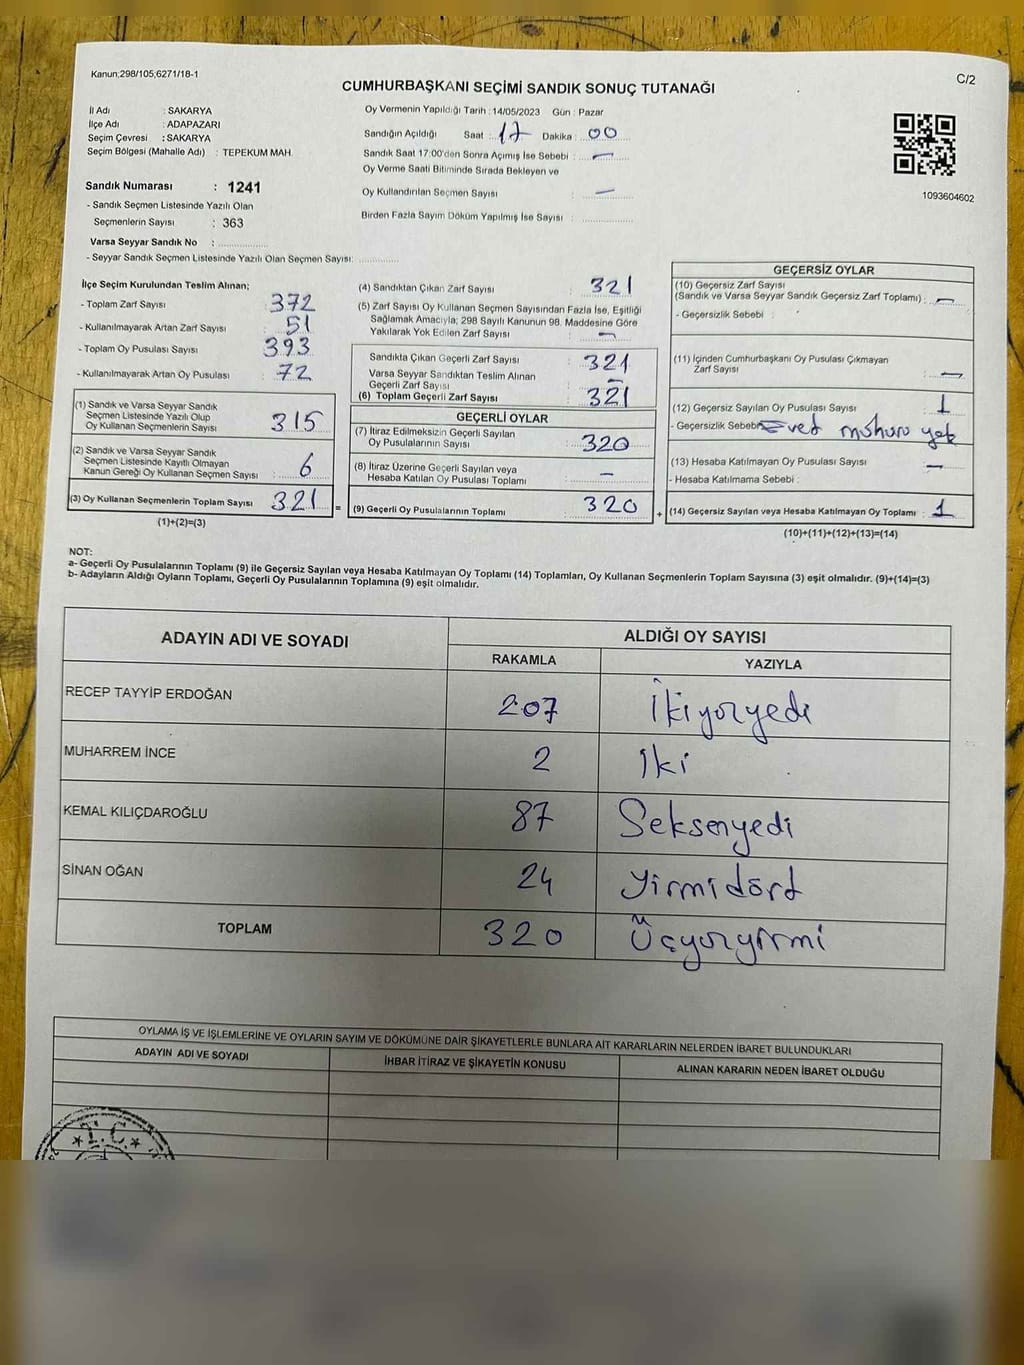 Kanun;298/105,6271/18-1
C/2
CUMHURBAŞKANI SEÇİMİ SANDIK SONUÇ TUTANAĞI
İl Adı : SAKARYA
İlçe Adı : ADAPAZARI
Seçim Çevresi : SAKARYA
Seçim Bölgesi (Mahalle Adı) : TEPEKUM MAH.
Sandık Numarası : 1241
- Sandık Seçmen Listesinde Yazılı Olan
Seçmenlerin Sayısı : 363
Varsa Seyyar Sandık No :
- Seyyar Sandık Seçmen Listesinde Yazılı Olan Seçmen Sayısı:
Oy Vermenin Yapıldığı Tarih : 14/05/2023 Gün : Pazar
Sandığın Açıldığı Saat : 17 Dakika : 00
Sandık Saat 17:00'den Sonra Açımış İse Sebebi : —
Oy Verme Saati Bitiminde Sırada Bekleyen ve
Oy Kullandırılan Seçmen Sayısı : —
Birden Fazla Sayım Döküm Yapılmış İse Sayısı :
1093604602
İlçe Seçim Kurulundan Teslim Alınan;
- Toplam Zarf Sayısı : 372
- Kullanılmayarak Artan Zarf Sayısı : 51
- Toplam Oy Pusulası Sayısı : 393
- Kullanılmayarak Artan Oy Pusulası : 72
(1) Sandık ve Varsa Seyyar Sandık
Seçmen Listesinde Yazılı Olup
Oy Kullanan Seçmenlerin Sayısı : 315
(2) Sandık ve Varsa Seyyar Sandık
Seçmen Listesinde Kayıtlı Olmayan
Kanun Gereği Oy Kullanan Seçmen Sayısı : 6
(3) Oy Kullanan Seçmenlerin Toplam Sayısı : 321 =
(1)+(2)=(3)
(4) Sandıktan Çıkan Zarf Sayısı : 321
(5) Zarf Sayısı Oy Kullanan Seçmen Sayısından Fazla İse, Eşitliği
Sağlamak Amacıyla; 298 Sayılı Kanunun 98. Maddesine Göre
Yakılarak Yok Edilen Zarf Sayısı : —
Sandıkta Çıkan Geçerli Zarf Sayısı : 321
Varsa Seyyar Sandıktan Teslim Alınan
Geçerli Zarf Sayısı : —
(6) Toplam Geçerli Zarf Sayısı : 321
GEÇERLİ OYLAR
(7) İtiraz Edilmeksizin Geçerli Sayılan
Oy Pusulalarının Sayısı : 320
(8) İtiraz Üzerine Geçerli Sayılan veya
Hesaba Katılan Oy Pusulası Toplamı : —
(9) Geçerli Oy Pusulalarının Toplamı : 320 +
GEÇERSİZ OYLAR
(10) Geçersiz Zarf Sayısı
(Sandık ve Varsa Seyyar Sandık Geçersiz Zarf Toplamı) : —
- Geçersizlik Sebebi :
(11) İçinden Cumhurbaşkanı Oy Pusulası Çıkmayan
Zarf Sayısı : —
(12) Geçersiz Sayılan Oy Pusulası Sayısı : 1
- Geçersizlik Sebebi : Evet mührü yok
(13) Hesaba Katılmayan Oy Pusulası Sayısı : —
- Hesaba Katılmama Sebebi :
(14) Geçersiz Sayılan veya Hesaba Katılmayan Oy Toplamı : 1
(10)+(11)+(12)+(13)=(14)
NOT:
a- Geçerli Oy Pusulalarının Toplamı (9) ile Geçersiz Sayılan veya Hesaba Katılmayan Oy Toplamı (14) Toplamları, Oy Kullanan Seçmenlerin Toplam Sayısına (3) eşit olmalıdır. (9)+(14)=(3)
b- Adayların Aldığı Oyların Toplamı, Geçerli Oy Pusulalarının Toplamına (9) eşit olmalıdır.
ADAYIN ADI VE SOYADI ALDIĞI OY SAYISI
RAKAMLA YAZIYLA
RECEP TAYYİP ERDOĞAN 207 İkiyüzyedi
MUHARREM İNCE 2 İki
KEMAL KILIÇDAROĞLU 87 Seksenyedi
SİNAN OĞAN 24 Yirmidört
TOPLAM 320 Üçyüzyirmi
OYLAMA İŞ VE İŞLEMLERİNE VE OYLARIN SAYIM VE DÖKÜMÜNE DAİR ŞİKAYETLERLE BUNLARA AİT KARARLARIN NELERDEN İBARET BULUNDUKLARI
ADAYIN ADI VE SOYADI İHBAR İTİRAZ VE ŞİKAYETİN KONUSU ALINAN KARARIN NEDEN İBARET OLDUĞU
T.C.